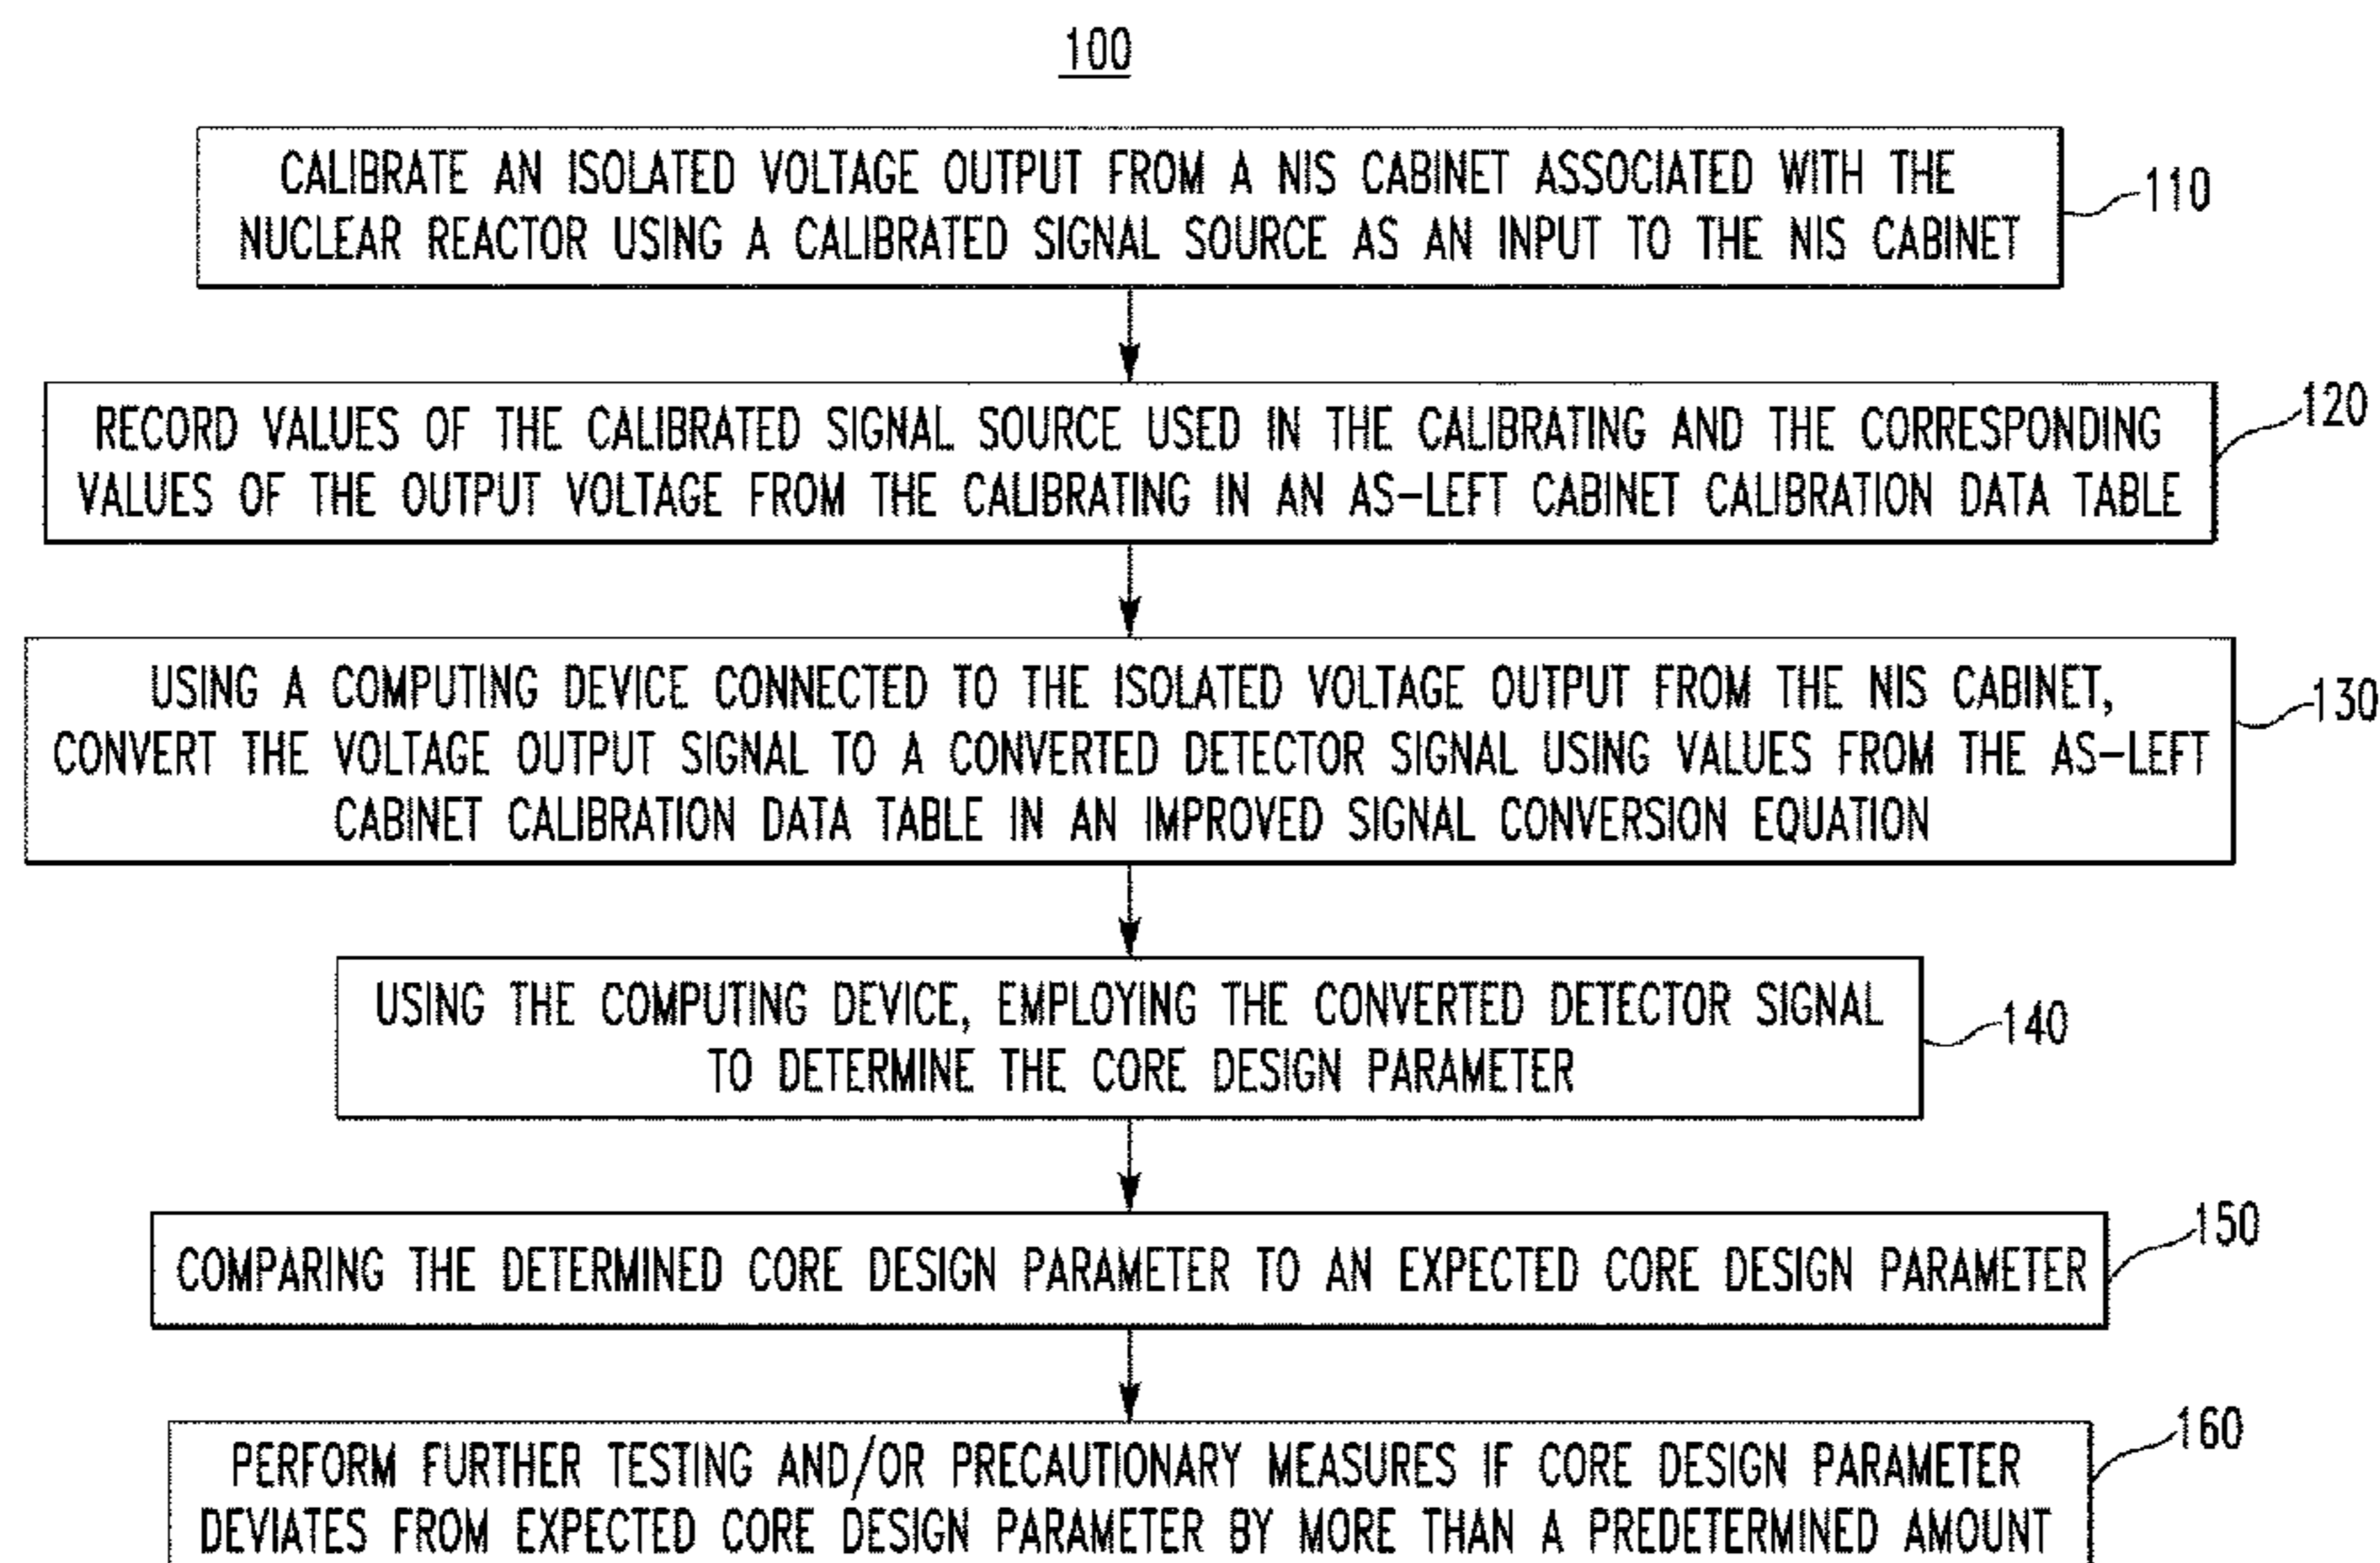 100
CALIBRATE AN ISOLATED VOLTAGE OUTPUT FROM A NIS CABINET ASSOCIATED WITH THE
NUCLEAR REACTOR USING A CALIBRATED SIGNAL SOURCE AS AN INPUT TO THE NIS CABINET
110
RECORD VALUES OF THE CALIBRATED SIGNAL SOURCE USED IN THE CALIBRATING AND THE CORRESPONDING
VALUES OF THE OUTPUT VOLTAGE FROM THE CALIBRATING IN AN AS-LEFT CABINET CALIBRATION DATA TABLE
120
USING A COMPUTING DEVICE CONNECTED TO THE ISOLATED VOLTAGE OUTPUT FROM THE NIS CABINET,
CONVERT THE VOLTAGE OUTPUT SIGNAL TO A CONVERTED DETECTOR SIGNAL USING VALUES FROM THE AS-LEFT
CABINET CALIBRATION DATA TABLE IN AN IMPROVED SIGNAL CONVERSION EQUATION
130
USING THE COMPUTING DEVICE, EMPLOYING THE CONVERTED DETECTOR SIGNAL
TO DETERMINE THE CORE DESIGN PARAMETER
140
COMPARING THE DETERMINED CORE DESIGN PARAMETER TO AN EXPECTED CORE DESIGN PARAMETER
150
PERFORM FURTHER TESTING AND/OR PRECAUTIONARY MEASURES IF CORE DESIGN PARAMETER
DEVIATES FROM EXPECTED CORE DESIGN PARAMETER BY MORE THAN A PREDETERMINED AMOUNT
160